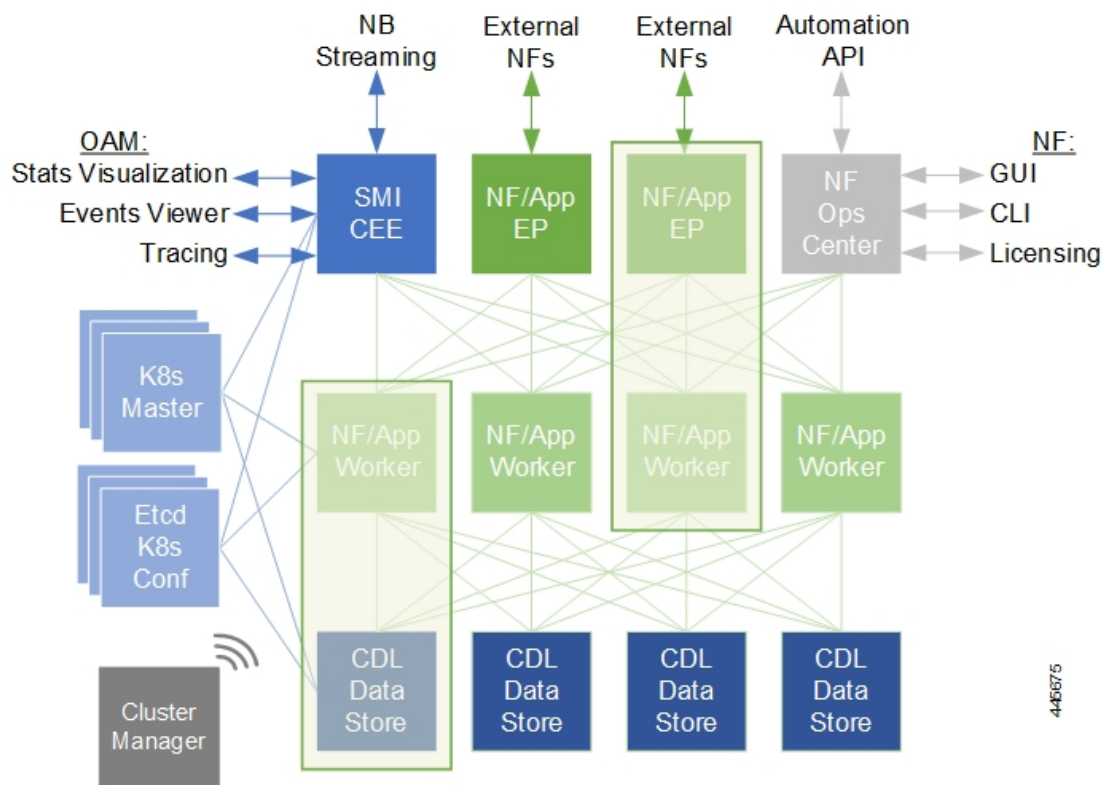 NB
Streaming
External
NFs
External
NFs
Automation
API
OAM:
Stats Visualization
Events Viewer
Tracing
SMI
CEE
NF/App
EP
NF/App
EP
NF
Ops
Center
NF:
GUI
CLI
Licensing
K8s
Master
NF/App
Worker
NF/App
Worker
NF/App
Worker
NF/App
Worker
Etcd
K8s
Conf
Cluster
Manager
CDL
Data
Store
CDL
Data
Store
CDL
Data
Store
CDL
Data
Store
445675